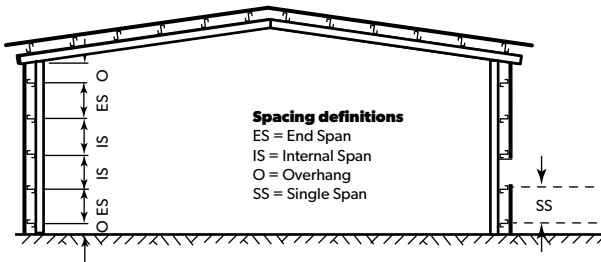 O
ES
IS
IS
ES
O
Spacing definitions
ES = End Span
IS = Internal Span
O = Overhang
SS = Single Span
SS